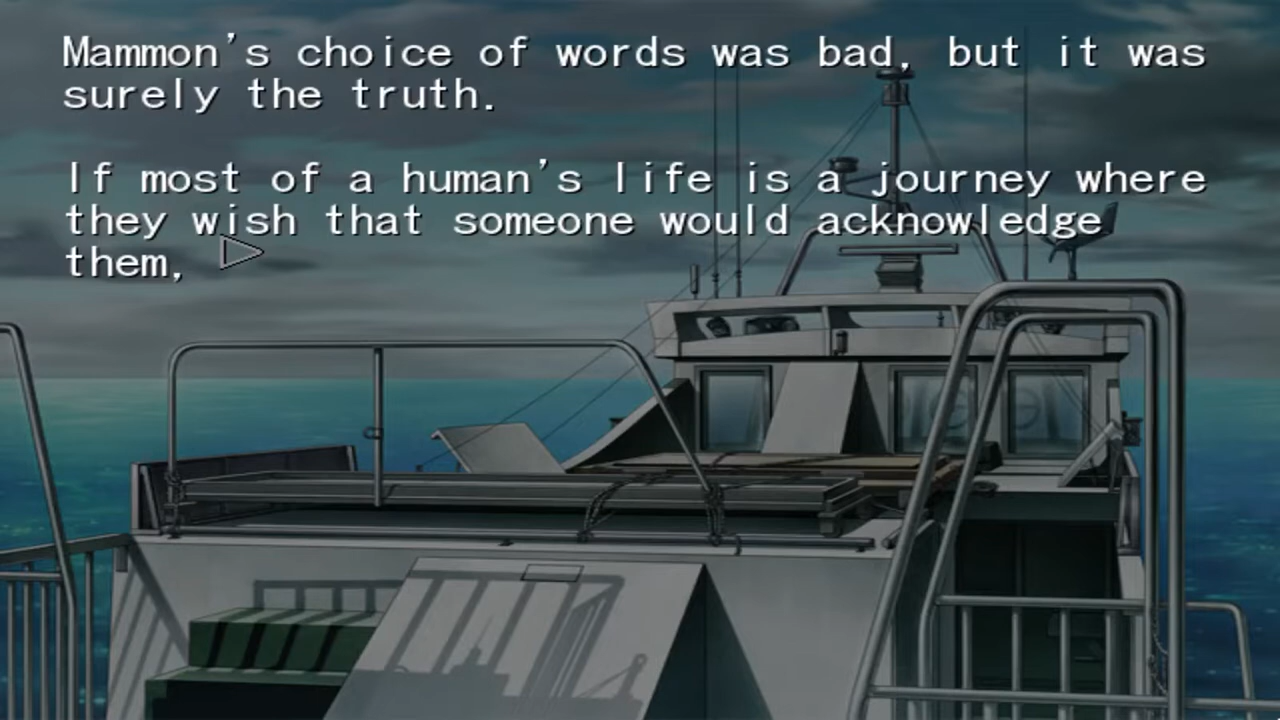 Mammon's choice of words was bad, but it was
surely the truth.
If most of a human's life is a journey where
they wish that someone would acknowledge
them,